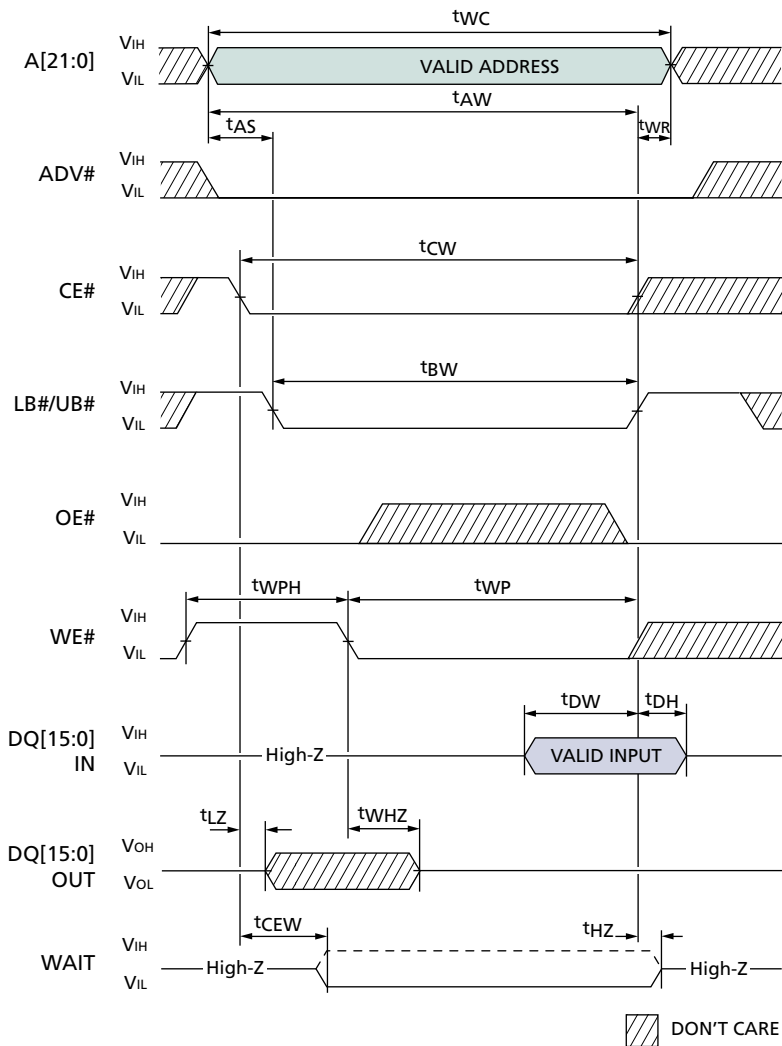 tWC
VIH
A[21:0]
VIL
VALID ADDRESS
tAW
tAS
tWR
VIH
ADV#
VIL
tCW
VIH
CE#
VIL
tBW
VIH
LB#/UB#
VIL
VIH
OE#
VIL
tWPH
tWP
VIH
WE#
VIL
tDW
tDH
VIH
DQ[15:0]
IN
VIL
High-Z
VALID INPUT
tLZ
tWHZ
VOH
DQ[15:0]
OUT
VOL
tCEW
tHZ
VIH
WAIT
VIL
High-Z
High-Z
DON'T CARE